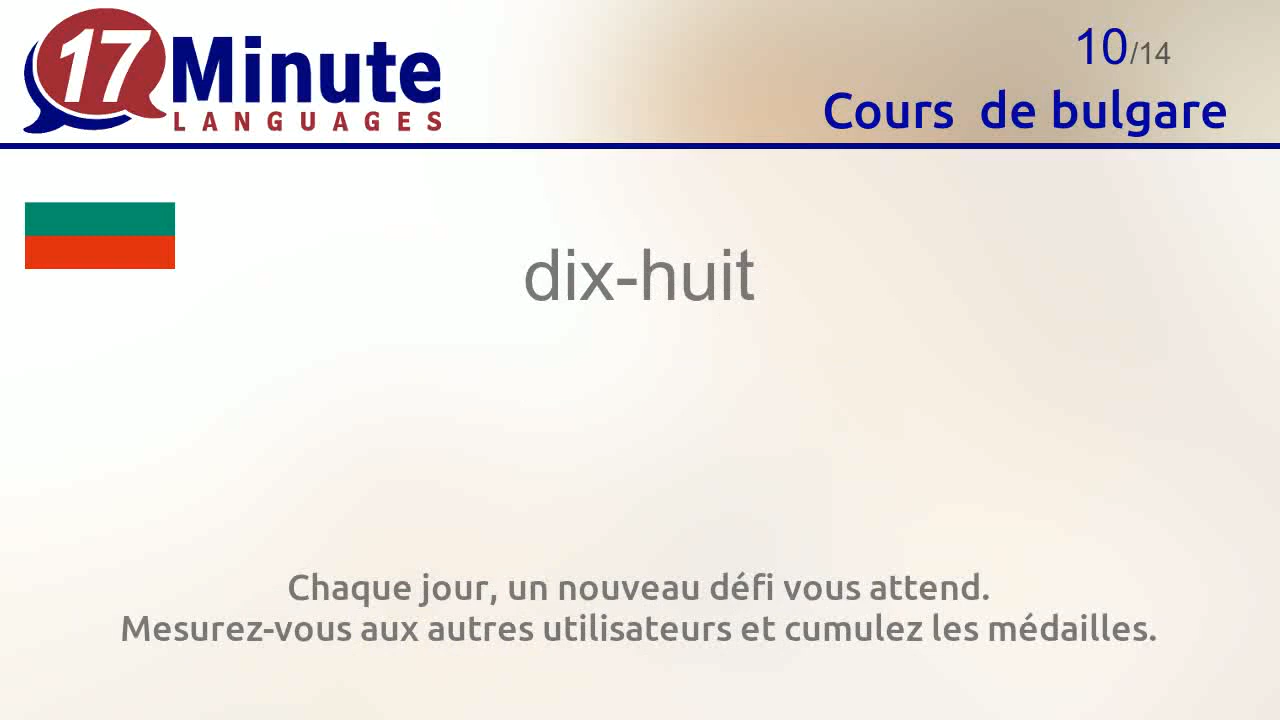 17 Minute
LANGUAGES
10/14
Cours de bulgare
dix-huit
Chaque jour, un nouveau défi vous attend.
Mesurez-vous aux autres utilisateurs et cumulez les médailles.